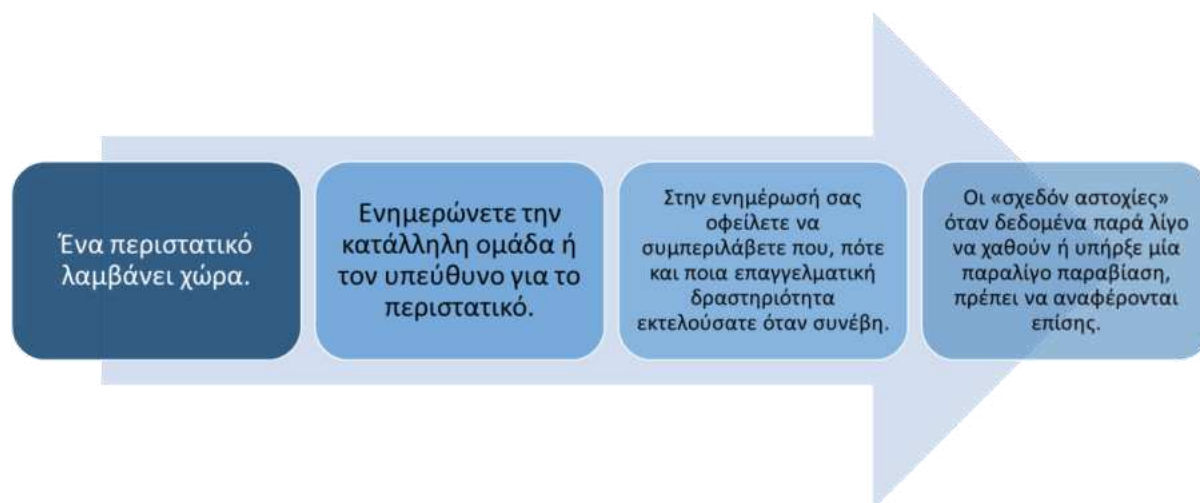 Ένα περιστατικό
λαμβάνει χώρα.
Ενημερώνετε την
κατάλληλη ομάδα ή
τον υπεύθυνο για το
περιστατικό.
Στην ενημέρωσή σας
οφείλετε να
συμπεριλάβετε που, πότε
και ποια επαγγελματική
δραστηριότητα
εκτελούσατε όταν συνέβη.
Οι «σχεδόν αστοχίες»
όταν δεδομένα παρά λίγο
να χαθούν ή υπήρξε μία
παραλίγο παραβίαση,
πρέπει να αναφέρονται
επίσης.